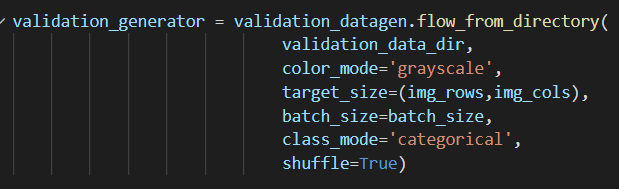 validation_generator = validation_datagen.flow_from_directory(
validation_data_dir,
color_mode='grayscale',
target_size=(img_rows,img_cols),
batch_size=batch_size,
class_mode='categorical',
shuffle=True)